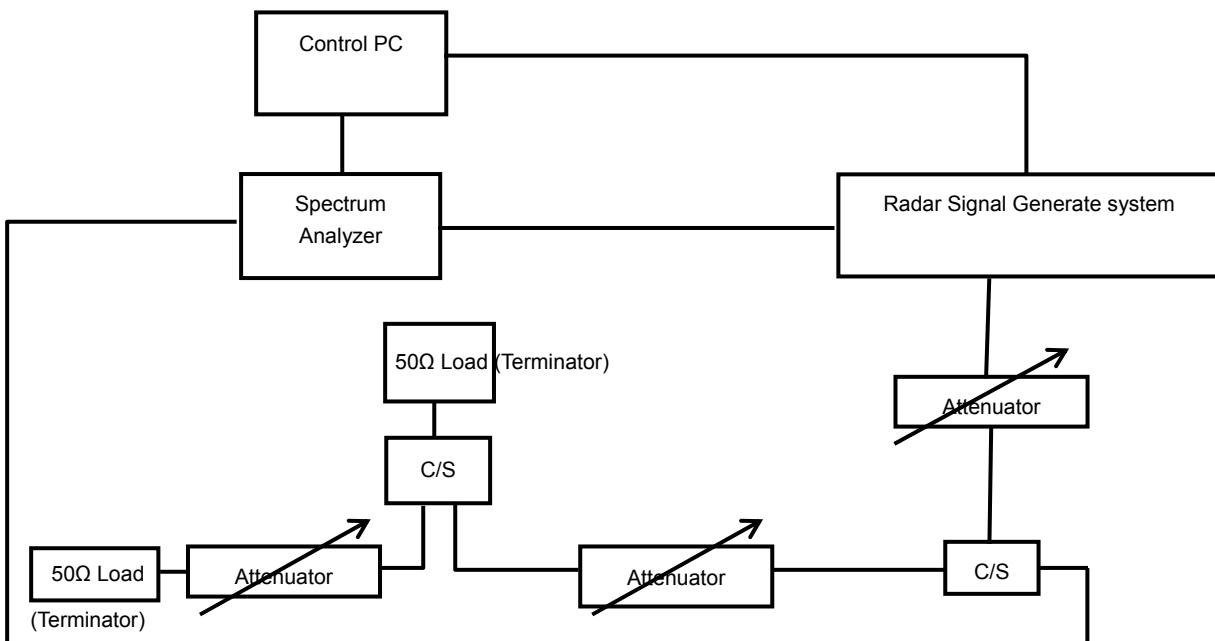 Control PC
Spectrum
Analyzer
Radar Signal Generate system
50Ω Load (Terminator)
Attenuator
C/S
50Ω Load
(Terminator)
Attenuator
Attenuator
C/S